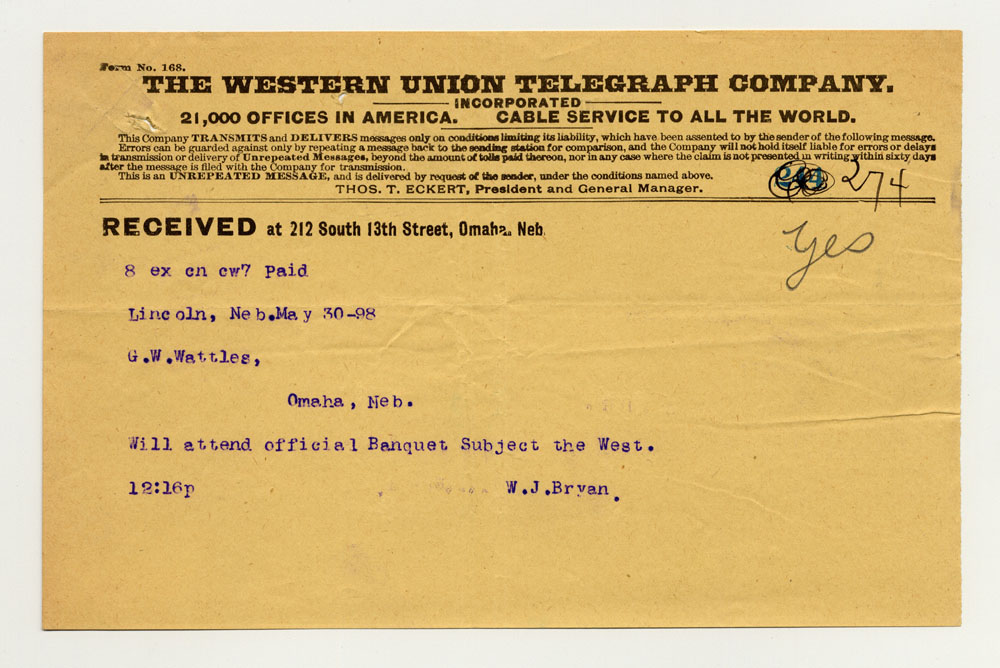 Form No. 168.
THE WESTERN UNION TELEGRAPH COMPANY.
INCORPORATED
21,000 OFFICES IN AMERICA. CABLE SERVICE TO ALL THE WORLD.
This Company TRANSMITS and DELIVERS messages only on conditions limiting its liability, which have been assented to by the sender of the following message.
Errors can be guarded against only by repeating a message back to the sending station for comparison, and the Company will not hold itself liable for errors or delays
in transmission or delivery of Unrepeated Messages, beyond the amount of tolls paid thereon, nor in any case where the claim is not presented in writing within sixty days
after the message is filed with the Company for transmission.
This is an UNREPEATED MESSAGE, and is delivered by request of the sender, under the conditions named above.
THOS. T. ECKERT, President and General Manager.
274
RECEIVED at 212 South 13th Street, Omaha, Neb.
Yes
8 ex cn cw7 Paid
Lincoln, Neb.May 30-98
G.W.Wattles,
Omaha, Neb.
Will attend official Banquet Subject the West.
12:16p W.J.Bryan.